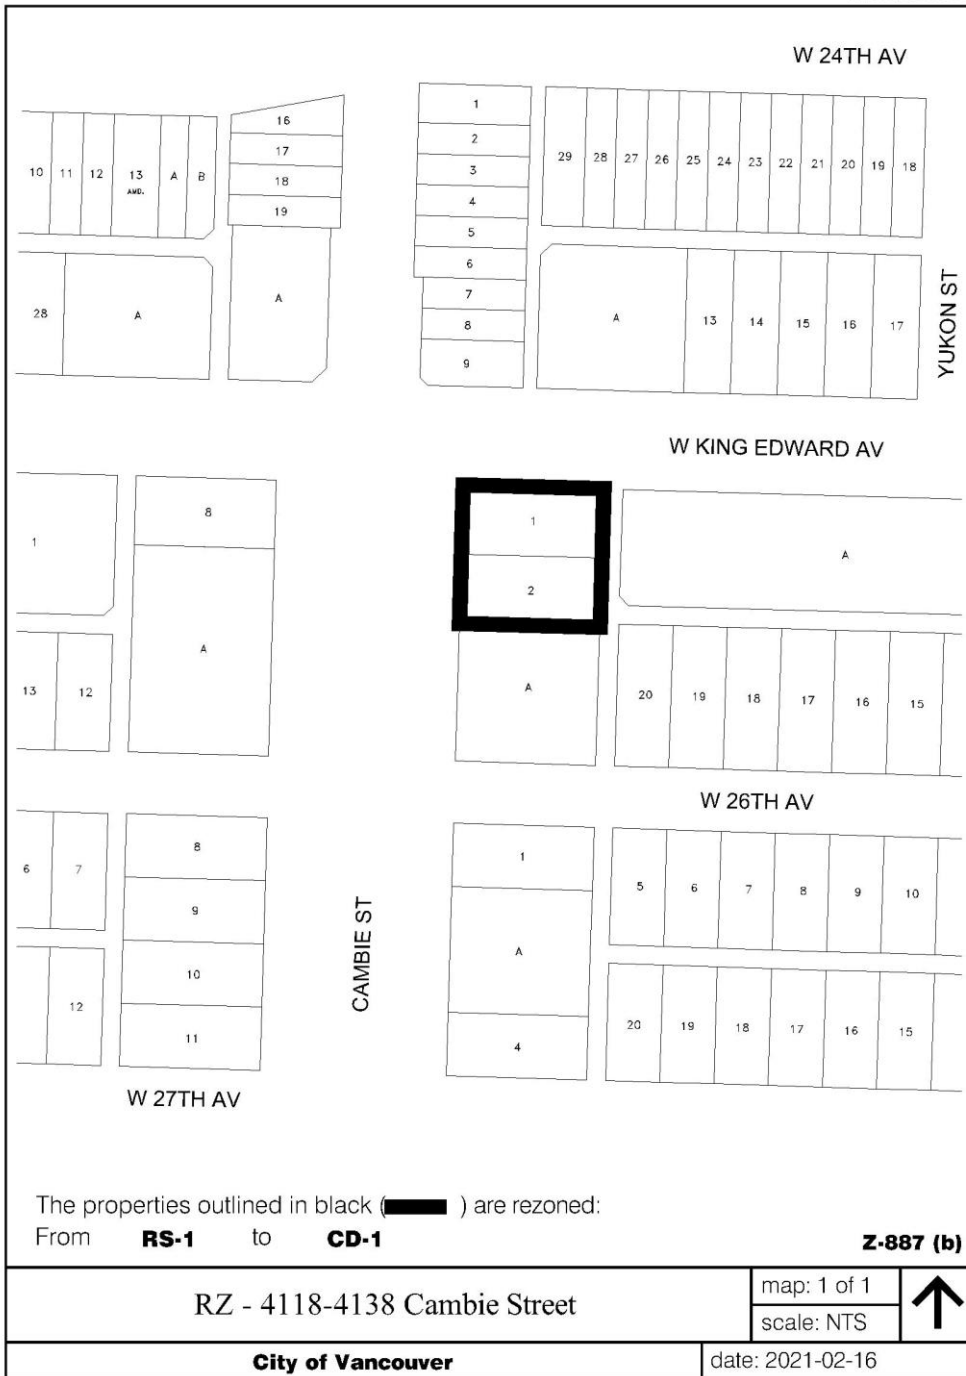 W 24TH AV
16
17
18
19
10 11 12 13 A B
AMD.
1
2
3
4
5
6
7
8
9
29 28 27 26 25 24 23 22 21 20 19 18
28 A
A
A 13 14 15 16 17
YUKON ST
W KING EDWARD AV
1
8
A
1
2
A
A
13 12
20 19 18 17 16 15
W 26TH AV
6 7
8
9
10
11
12
CAMBIE ST
1
A
4
5 6 7 8 9 10
20 19 18 17 16 15
W 27TH AV
The properties outlined in black ( ) are rezoned:
From RS-1 to CD-1
Z-887 (b)
RZ - 4118-4138 Cambie Street
map: 1 of 1
scale: NTS
City of Vancouver
date: 2021-02-16